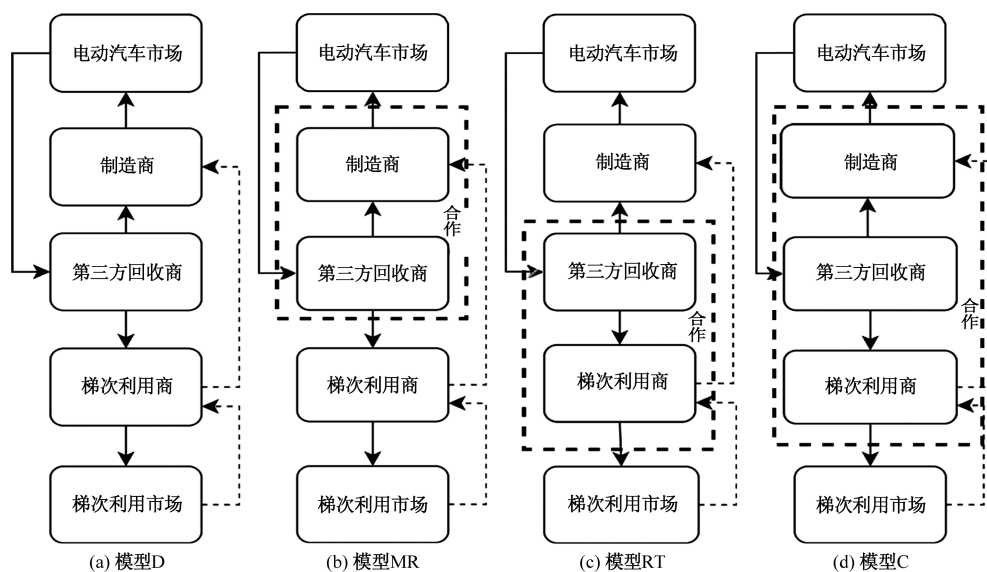 电动汽车市场
制造商
第三方回收商
梯次利用商
梯次利用市场
(a) 模型D
电动汽车市场
制造商
合作
第三方回收商
梯次利用商
梯次利用市场
(b) 模型MR
电动汽车市场
制造商
第三方回收商
合作
梯次利用商
梯次利用市场
(c) 模型RT
电动汽车市场
制造商
第三方回收商
合作
梯次利用商
梯次利用市场
(d) 模型C